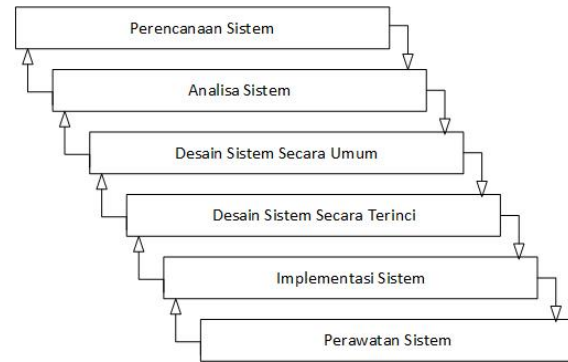 Perencanaan Sistem
Analisa Sistem
Desain Sistem Secara Umum
Desain Sistem Secara Terinci
Implementasi Sistem
Perawatan Sistem